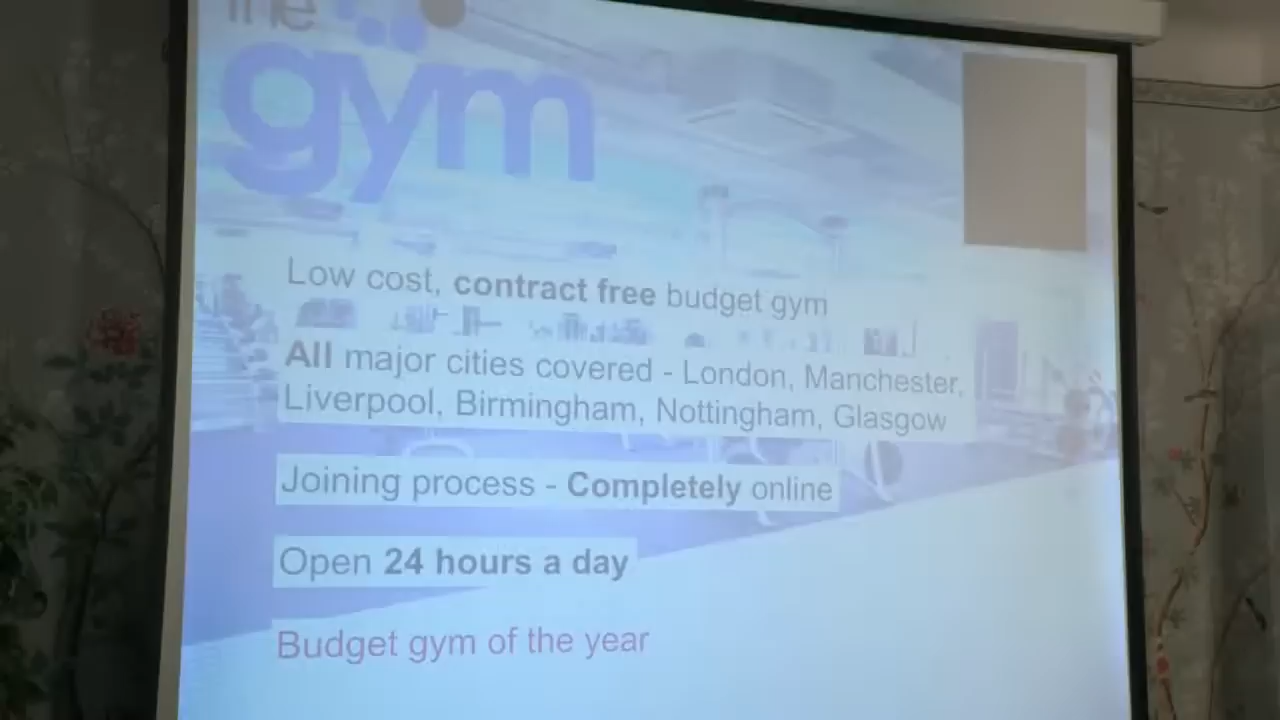 the
gym
Low cost, contract free budget gym
All major cities covered - London, Manchester,
Liverpool, Birmingham, Nottingham, Glasgow
Joining process - Completely online
Open 24 hours a day
Budget gym of the year